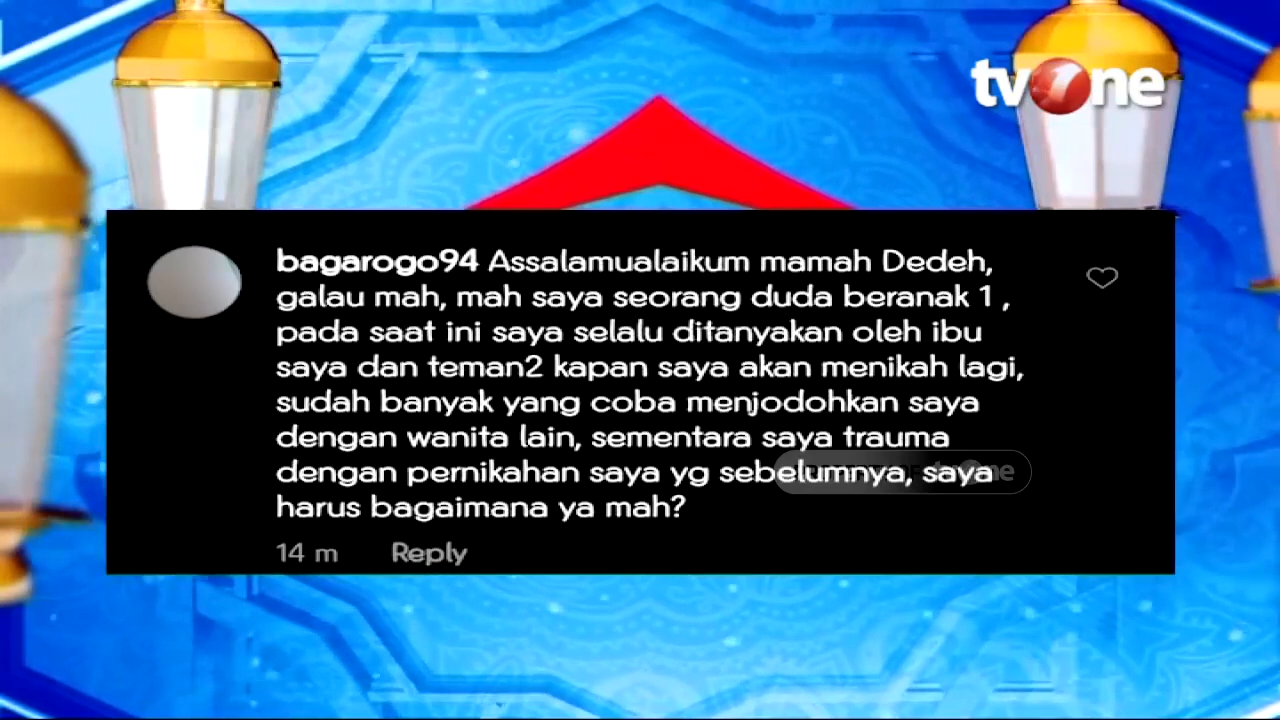 tvOne
bagarogo94 Assalamualaikum mamah Dedeh,
galau mah, mah saya seorang duda beranak 1 ,
pada saat ini saya selalu ditanyakan oleh ibu
saya dan teman2 kapan saya akan menikah lagi,
sudah banyak yang coba menjodohkan saya
dengan wanita lain, sementara saya trauma
dengan pernikahan saya yg sebelumnya, saya
harus bagaimana ya mah?
14 m Reply